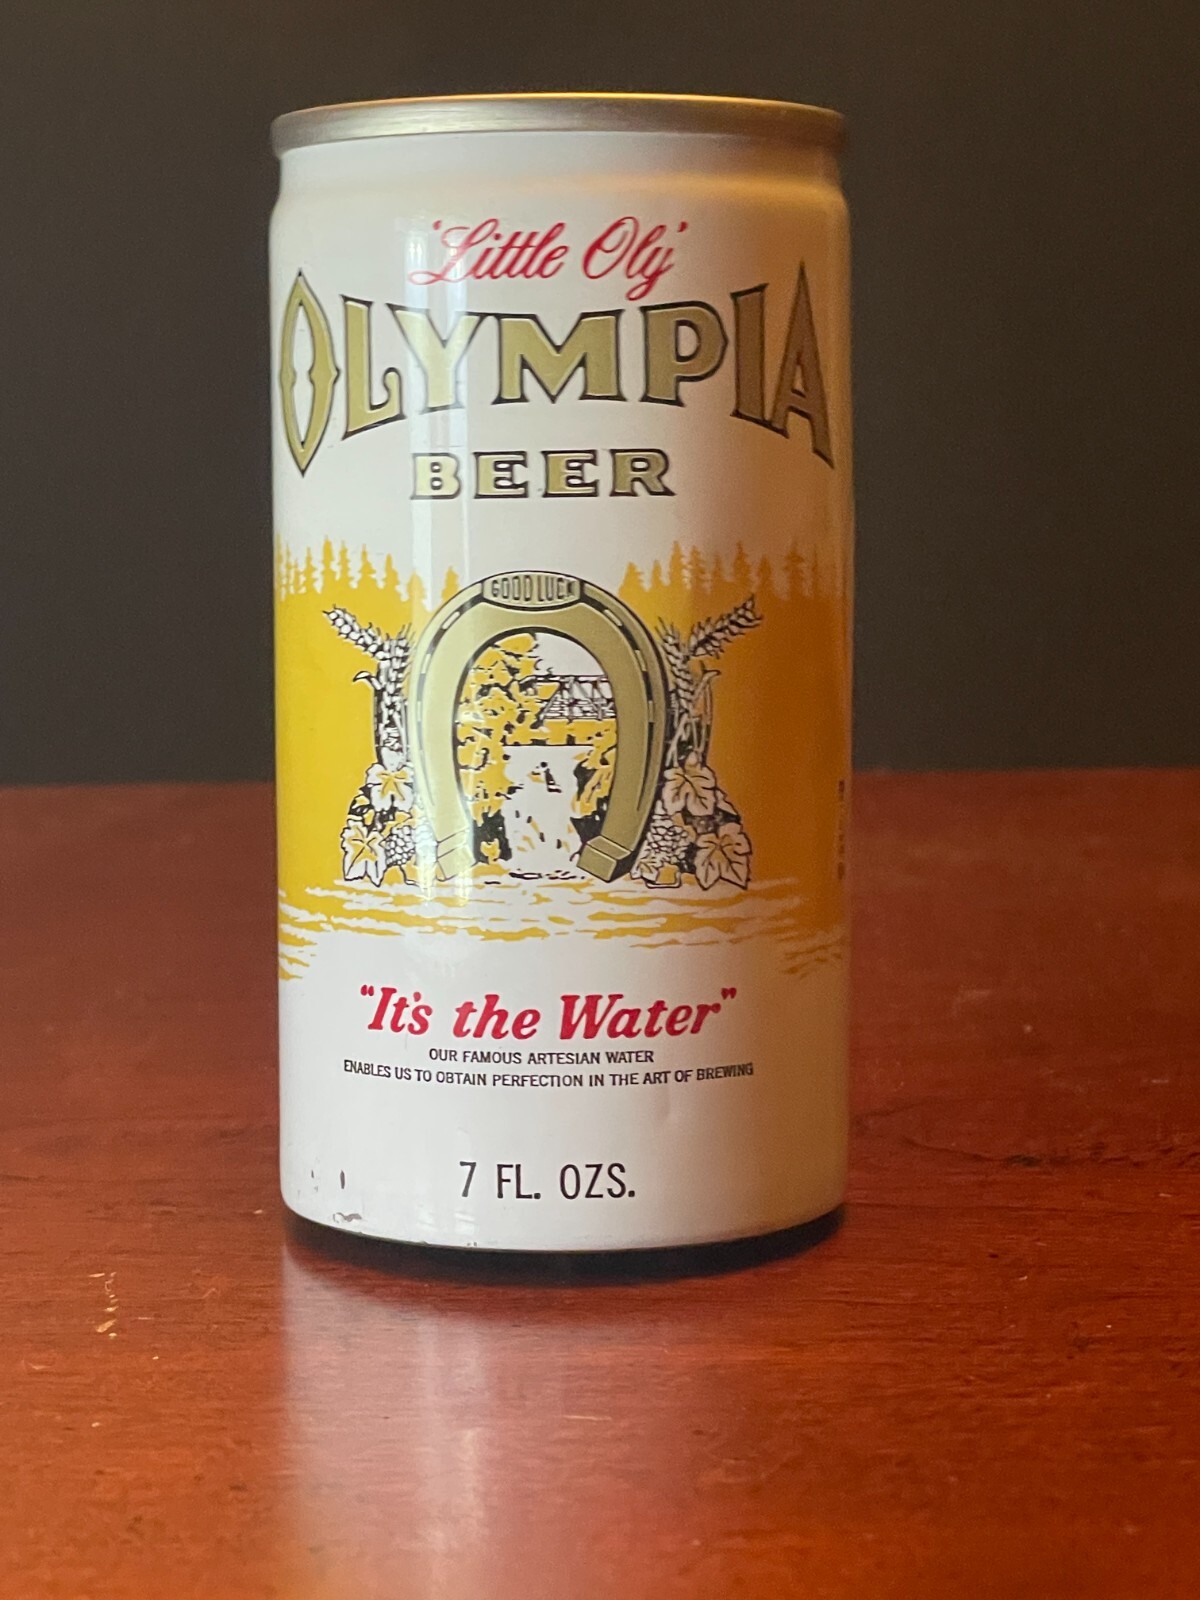 'Little Oly'
OLYMPIA
BEER
GOOD LUCK
"It's the Water"
OUR FAMOUS ARTESIAN WATER
ENABLES US TO OBTAIN PERFECTION IN THE ART OF BREWING
7 FL. OZS.